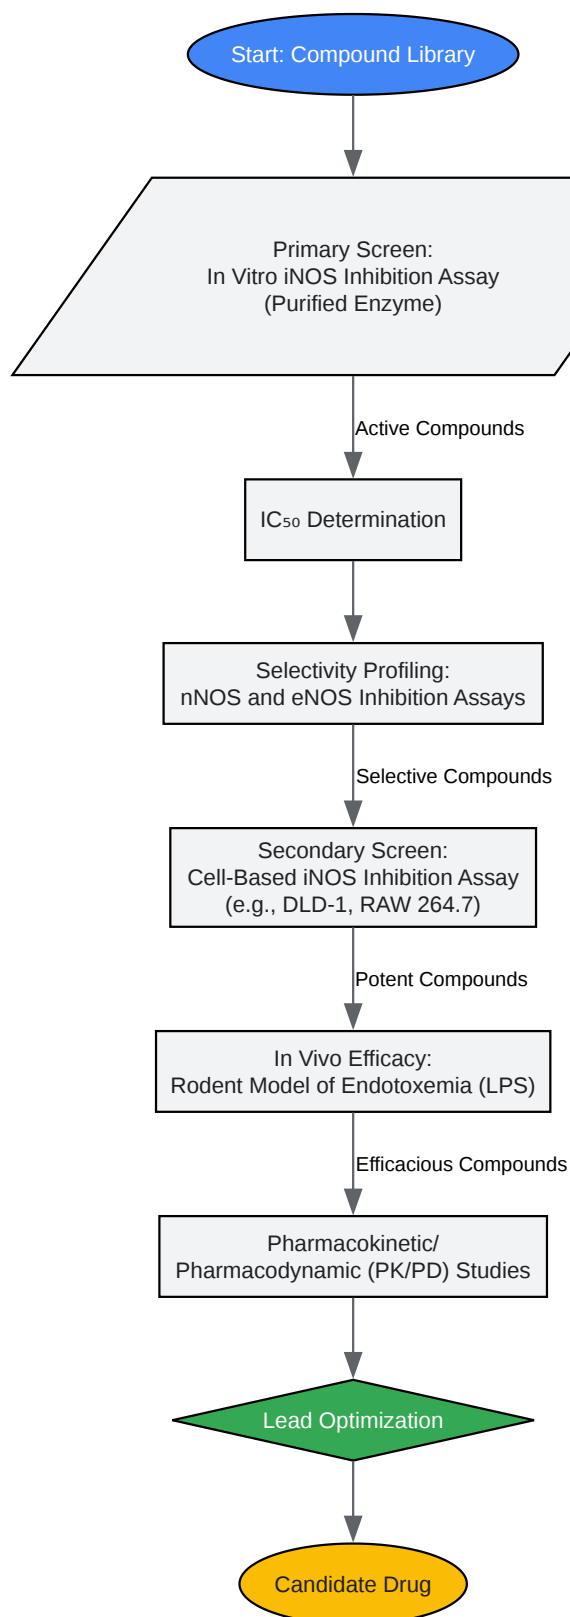 Start: Compound Library
Primary Screen:
In Vitro iNOS Inhibition Assay
(Purified Enzyme)
Active Compounds
IC₅₀ Determination
Selectivity Profiling:
nNOS and eNOS Inhibition Assays
Selective Compounds
Secondary Screen:
Cell-Based iNOS Inhibition Assay
(e.g., DLD-1, RAW 264.7)
Potent Compounds
In Vivo Efficacy:
Rodent Model of Endotoxemia (LPS)
Efficacious Compounds
Pharmacokinetic/
Pharmacodynamic (PK/PD) Studies
Lead Optimization
Candidate Drug